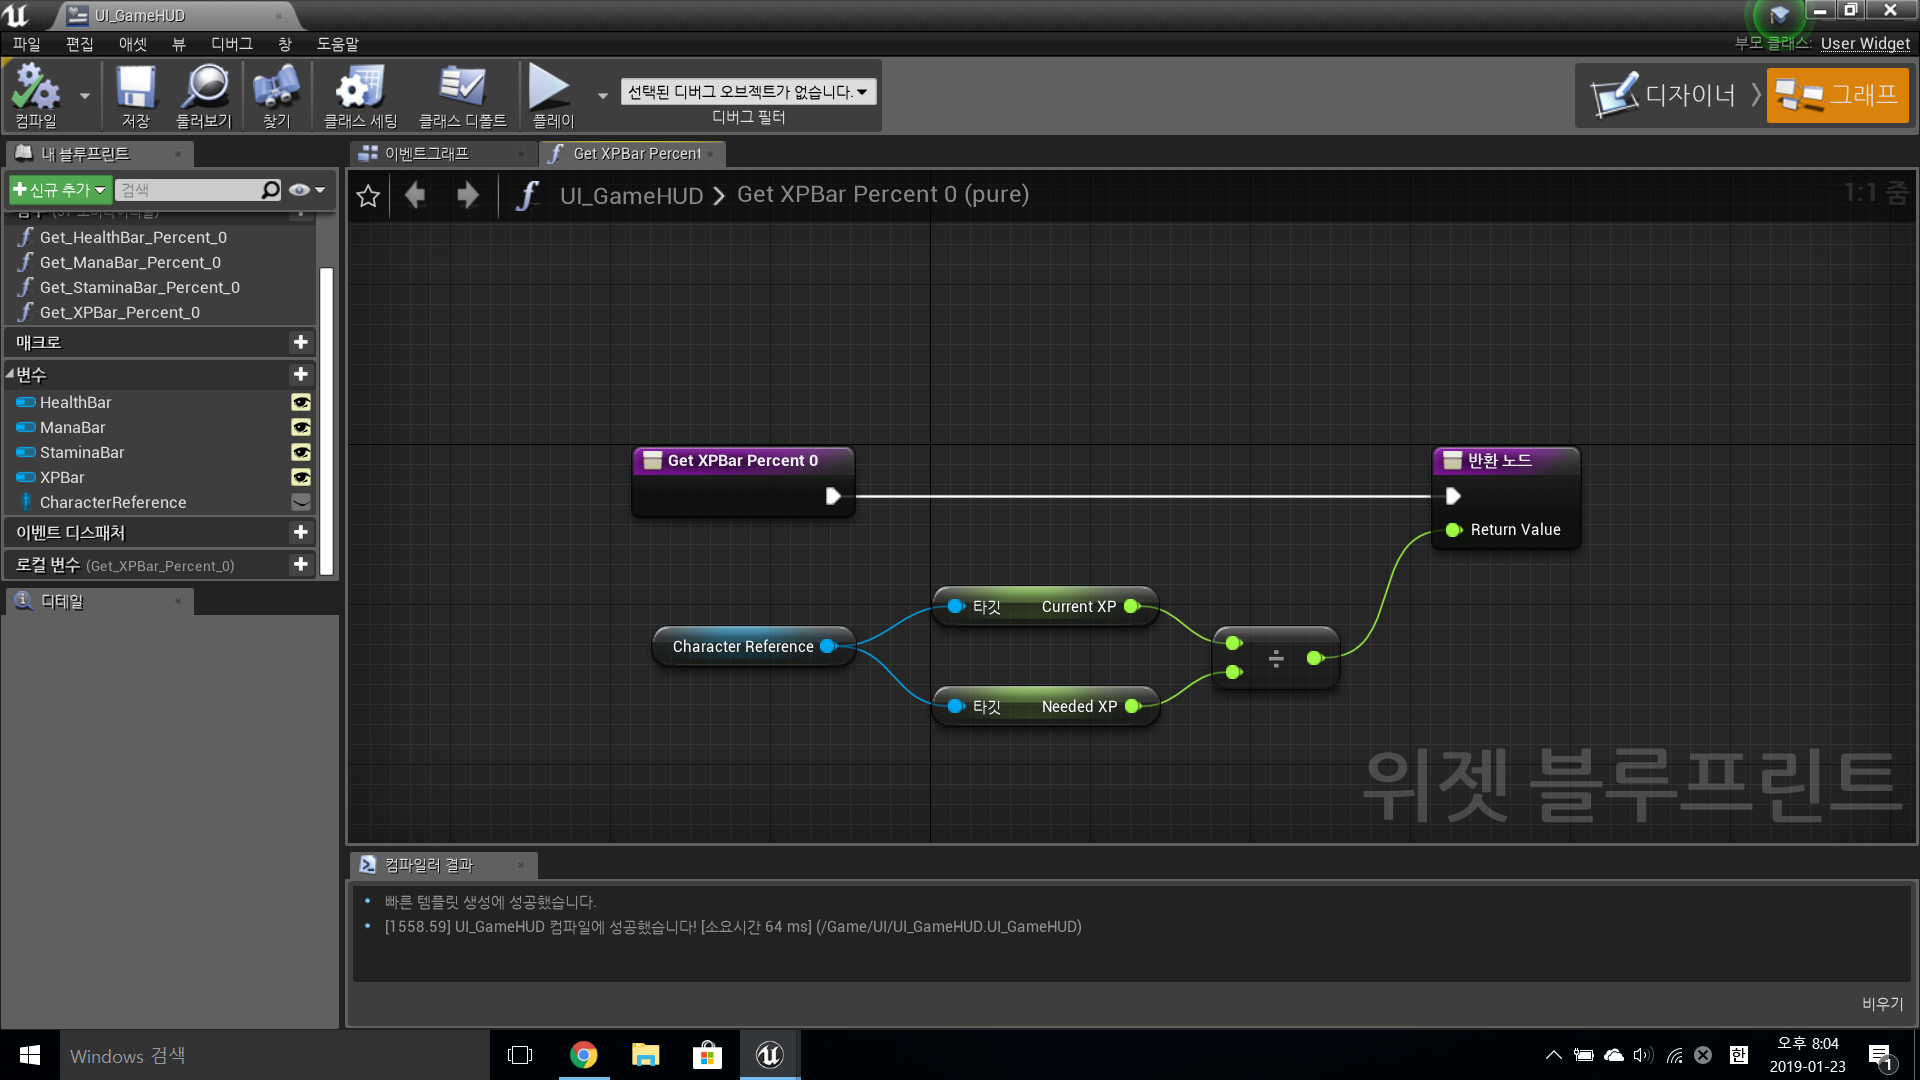 UI_GameHUD
파일 편집 애셋 뷰 디버그 창 도움말
부모 클래스: User Widget
컴파일 저장 둘러보기 찾기 클래스 세팅 클래스 디폴트 플레이
선택된 디버그 오브젝트가 없습니다.
디버그 필터
디자이너 그래프
내 블루프린트
이벤트그래프
Get XPBar Percent
신규 추가
검색
UI_GameHUD > Get XPBar Percent 0 (pure)
1:1 줌
Get_HealthBar_Percent_0
Get_ManaBar_Percent_0
Get_StaminaBar_Percent_0
Get_XPBar_Percent_0
매크로
변수
HealthBar
ManaBar
StaminaBar
XPBar
CharacterReference
이벤트 디스패처
로컬 변수 (Get_XPBar_Percent_0)
디테일
Get XPBar Percent 0
반환 노드
Return Value
타깃 Current XP
Character Reference
÷
타깃 Needed XP
위젯 블루프린트
컴파일러 결과
빠른 템플릿 생성에 성공했습니다.
[1558.59] UI_GameHUD 컴파일에 성공했습니다! [소요시간 64 ms] (/Game/UI/UI_GameHUD.UI_GameHUD)
비우기
Windows 검색
한
오후 8:04
2019-01-23
1